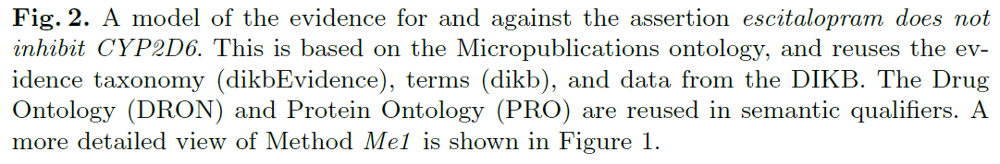 Fig. 2. A model of the evidence for and against the assertion escitalopram does not
inhibit CYP2D6. This is based on the Micropublications ontology, and reuses the ev-
idence taxonomy (dikbEvidence), terms (dikb), and data from the DIKB. The Drug
Ontology (DRON) and Protein Ontology (PRO) are reused in semantic qualifiers. A
more detailed view of Method Me1 is shown in Figure 1.